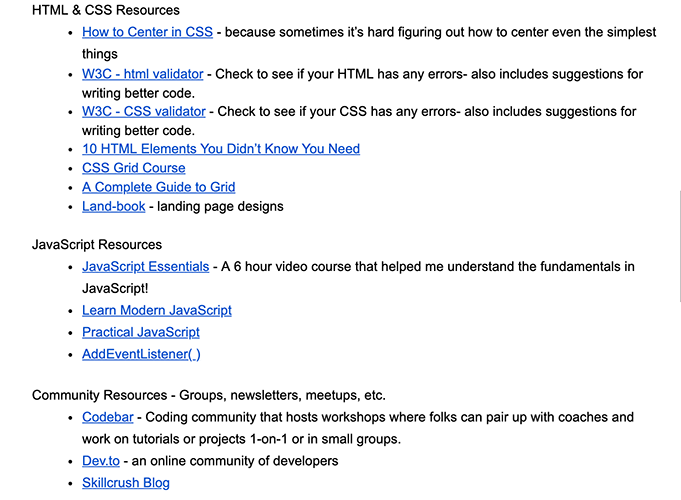 HTML & CSS Resources
How to Center in CSS - because sometimes it's hard figuring out how to center even the simplest
things
W3C - html validator - Check to see if your HTML has any errors- also includes suggestions for
writing better code.
W3C - CSS validator - Check to see if your CSS has any errors- also includes suggestions for
writing better code.
10 HTML Elements You Didn't Know You Need
CSS Grid Course
A Complete Guide to Grid
Land-book - landing page designs
JavaScript Resources
JavaScript Essentials - A 6 hour video course that helped me understand the fundamentals in
JavaScript!
Learn Modern JavaScript
Practical JavaScript
AddEventListener( )
Community Resources - Groups, newsletters, meetups, etc.
Codebar - Coding community that hosts workshops where folks can pair up with coaches and
work on tutorials or projects 1-on-1 or in small groups.
Dev.to - an online community of developers
Skillcrush Blog